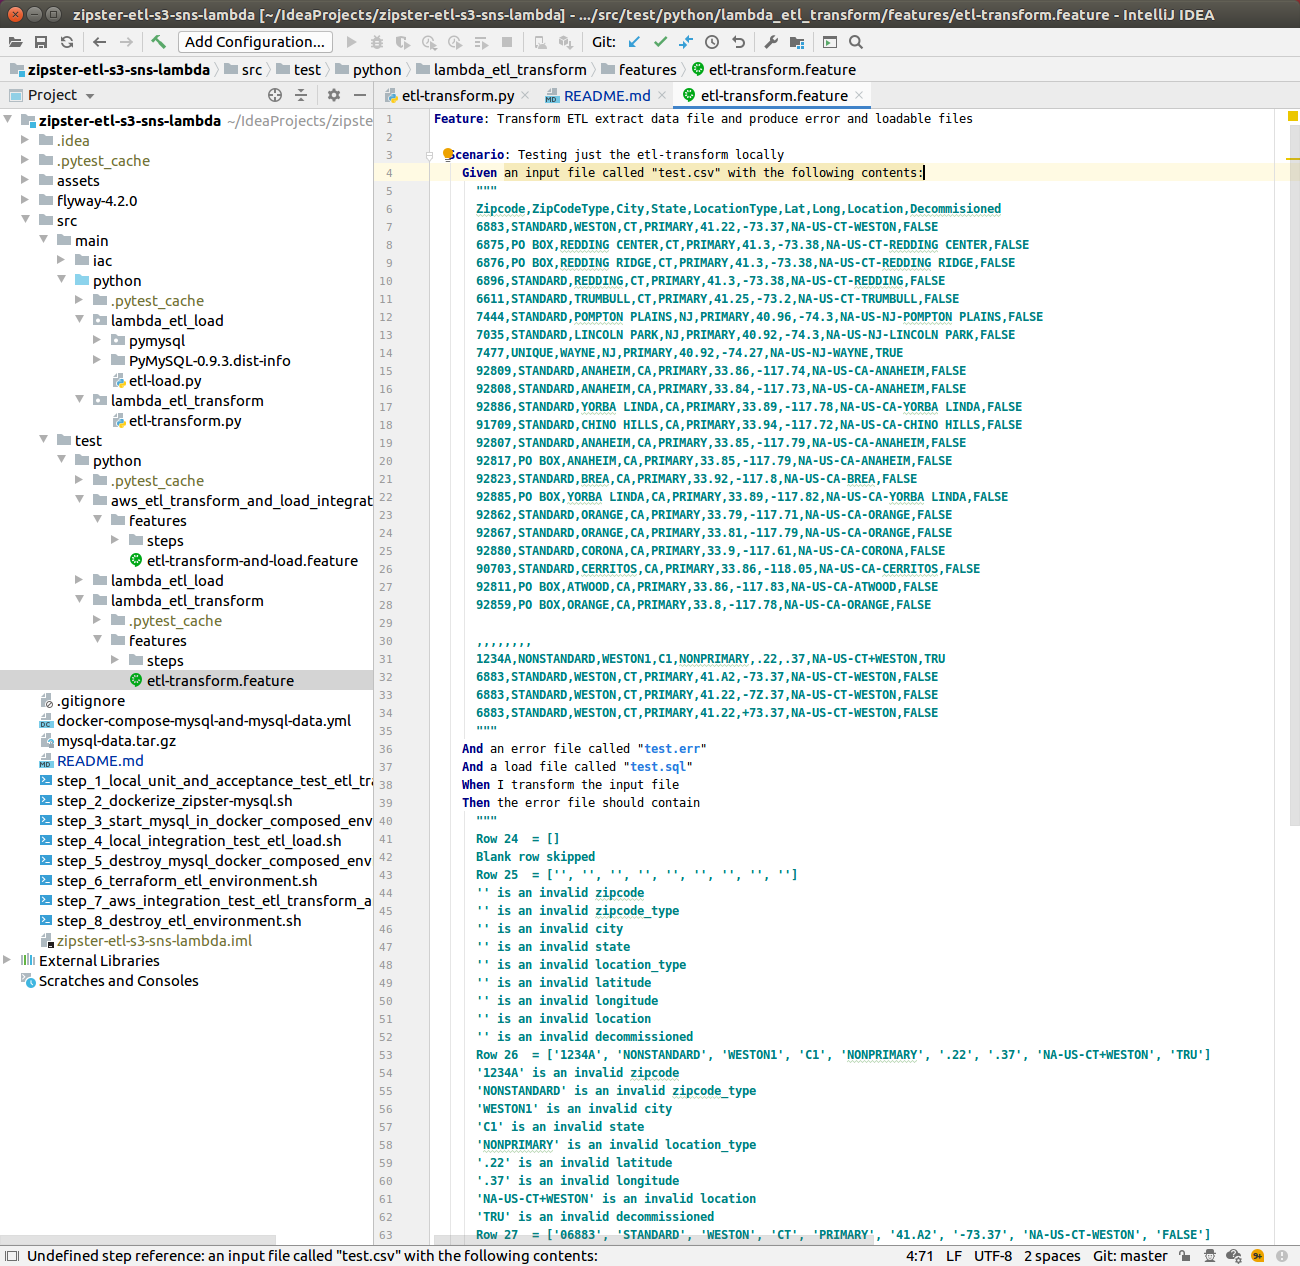 zipster-etl-s3-sns-lambda [~/IdeaProjects/zipster-etl-s3-sns-lambda] - .../src/test/python/lambda_etl_transform/features/etl-transform.feature - IntelliJ IDEA
Add Configuration...
Git:
zipster-etl-s3-sns-lambda
src
test
python
lambda_etl_transform
features
etl-transform.feature
Project
etl-transform.py
README.md
etl-transform.feature
zipster-etl-s3-sns-lambda ~/IdeaProjects/zipste
.idea
.pytest_cache
assets
flyway-4.2.0
src
main
iac
python
.pytest_cache
lambda_etl_load
pymysql
PyMySQL-0.9.3.dist-info
etl-load.py
lambda_etl_transform
etl-transform.py
test
python
.pytest_cache
aws_etl_transform_and_load_integrat
features
steps
etl-transform-and-load.feature
lambda_etl_load
lambda_etl_transform
.pytest_cache
features
steps
etl-transform.feature
.gitignore
docker-compose-mysql-and-mysql-data.yml
mysql-data.tar.gz
README.md
step_1_local_unit_and_acceptance_test_etl_tra
step_2_dockerize_zipster-mysql.sh
step_3_start_mysql_in_docker_composed_env
step_4_local_integration_test_etl_load.sh
step_5_destroy_mysql_docker_composed_env
step_6_terraform_etl_environment.sh
step_7_aws_integration_test_etl_transform_a
step_8_destroy_etl_environment.sh
zipster-etl-s3-sns-lambda.iml
External Libraries
Scratches and Consoles
1 Feature: Transform ETL extract data file and produce error and loadable files
2
3 Scenario: Testing just the etl-transform locally
4 Given an input file called "test.csv" with the following contents:
5 """
6 Zipcode,ZipCodeType,City,State,LocationType,Lat,Long,Location,Decommisioned
7 6883,STANDARD,WESTON,CT,PRIMARY,41.22,-73.37,NA-US-CT-WESTON,FALSE
8 6875,PO BOX,REDDING CENTER,CT,PRIMARY,41.3,-73.38,NA-US-CT-REDDING CENTER,FALSE
9 6876,PO BOX,REDDING RIDGE,CT,PRIMARY,41.3,-73.38,NA-US-CT-REDDING RIDGE,FALSE
10 6896,STANDARD,REDDING,CT,PRIMARY,41.3,-73.38,NA-US-CT-REDDING,FALSE
11 6611,STANDARD,TRUMBULL,CT,PRIMARY,41.25,-73.2,NA-US-CT-TRUMBULL,FALSE
12 7444,STANDARD,POMPTON PLAINS,NJ,PRIMARY,40.96,-74.3,NA-US-NJ-POMPTON PLAINS,FALSE
13 7035,STANDARD,LINCOLN PARK,NJ,PRIMARY,40.92,-74.3,NA-US-NJ-LINCOLN PARK,FALSE
14 7477,UNIQUE,WAYNE,NJ,PRIMARY,40.92,-74.27,NA-US-NJ-WAYNE,TRUE
15 92809,STANDARD,ANAHEIM,CA,PRIMARY,33.86,-117.74,NA-US-CA-ANAHEIM,FALSE
16 92808,STANDARD,ANAHEIM,CA,PRIMARY,33.84,-117.73,NA-US-CA-ANAHEIM,FALSE
17 92886,STANDARD,YORBA LINDA,CA,PRIMARY,33.89,-117.78,NA-US-CA-YORBA LINDA,FALSE
18 91709,STANDARD,CHINO HILLS,CA,PRIMARY,33.94,-117.72,NA-US-CA-CHINO HILLS,FALSE
19 92807,STANDARD,ANAHEIM,CA,PRIMARY,33.85,-117.79,NA-US-CA-ANAHEIM,FALSE
20 92817,PO BOX,ANAHEIM,CA,PRIMARY,33.85,-117.79,NA-US-CA-ANAHEIM,FALSE
21 92823,STANDARD,BREA,CA,PRIMARY,33.92,-117.8,NA-US-CA-BREA,FALSE
22 92885,PO BOX,YORBA LINDA,CA,PRIMARY,33.89,-117.82,NA-US-CA-YORBA LINDA,FALSE
23 92862,STANDARD,ORANGE,CA,PRIMARY,33.79,-117.71,NA-US-CA-ORANGE,FALSE
24 92867,STANDARD,ORANGE,CA,PRIMARY,33.81,-117.79,NA-US-CA-ORANGE,FALSE
25 92880,STANDARD,CORONA,CA,PRIMARY,33.9,-117.61,NA-US-CA-CORONA,FALSE
26 90703,STANDARD,CERRITOS,CA,PRIMARY,33.86,-118.05,NA-US-CA-CERRITOS,FALSE
27 92811,PO BOX,ATWOOD,CA,PRIMARY,33.86,-117.83,NA-US-CA-ATWOOD,FALSE
28 92859,PO BOX,ORANGE,CA,PRIMARY,33.8,-117.78,NA-US-CA-ORANGE,FALSE
29
30 ,,,,,,,,
31 1234A,NONSTANDARD,WESTON1,C1,NONPRIMARY,.22,.37,NA-US-CT+WESTON,TRU
32 6883,STANDARD,WESTON,CT,PRIMARY,41.A2,-73.37,NA-US-CT-WESTON,FALSE
33 6883,STANDARD,WESTON,CT,PRIMARY,41.22,-7Z.37,NA-US-CT-WESTON,FALSE
34 6883,STANDARD,WESTON,CT,PRIMARY,41.22,+73.37,NA-US-CT-WESTON,FALSE
35 """
36 And an error file called "test.err"
37 And a load file called "test.sql"
38 When I transform the input file
39 Then the error file should contain
40 """
41 Row 24  = []
42 Blank row skipped
43 Row 25  = ['', '', '', '', '', '', '', '', '']
44 '' is an invalid zipcode
45 '' is an invalid zipcode_type
46 '' is an invalid city
47 '' is an invalid state
48 '' is an invalid location_type
49 '' is an invalid latitude
50 '' is an invalid longitude
51 '' is an invalid location
52 '' is an invalid decommissioned
53 Row 26  = ['1234A', 'NONSTANDARD', 'WESTON1', 'C1', 'NONPRIMARY', '.22', '.37', 'NA-US-CT+WESTON', 'TRU']
54 '1234A' is an invalid zipcode
55 'NONSTANDARD' is an invalid zipcode_type
56 'WESTON1' is an invalid city
57 'C1' is an invalid state
58 'NONPRIMARY' is an invalid location_type
59 '.22' is an invalid latitude
60 '.37' is an invalid longitude
61 'NA-US-CT+WESTON' is an invalid location
62 'TRU' is an invalid decommissioned
63 Row 27  = ['06883', 'STANDARD', 'WESTON', 'CT', 'PRIMARY', '41.A2', '-73.37', 'NA-US-CT-WESTON', 'FALSE']
Undefined step reference: an input file called "test.csv" with the following contents:
4:71 LF UTF-8 2 spaces Git: master